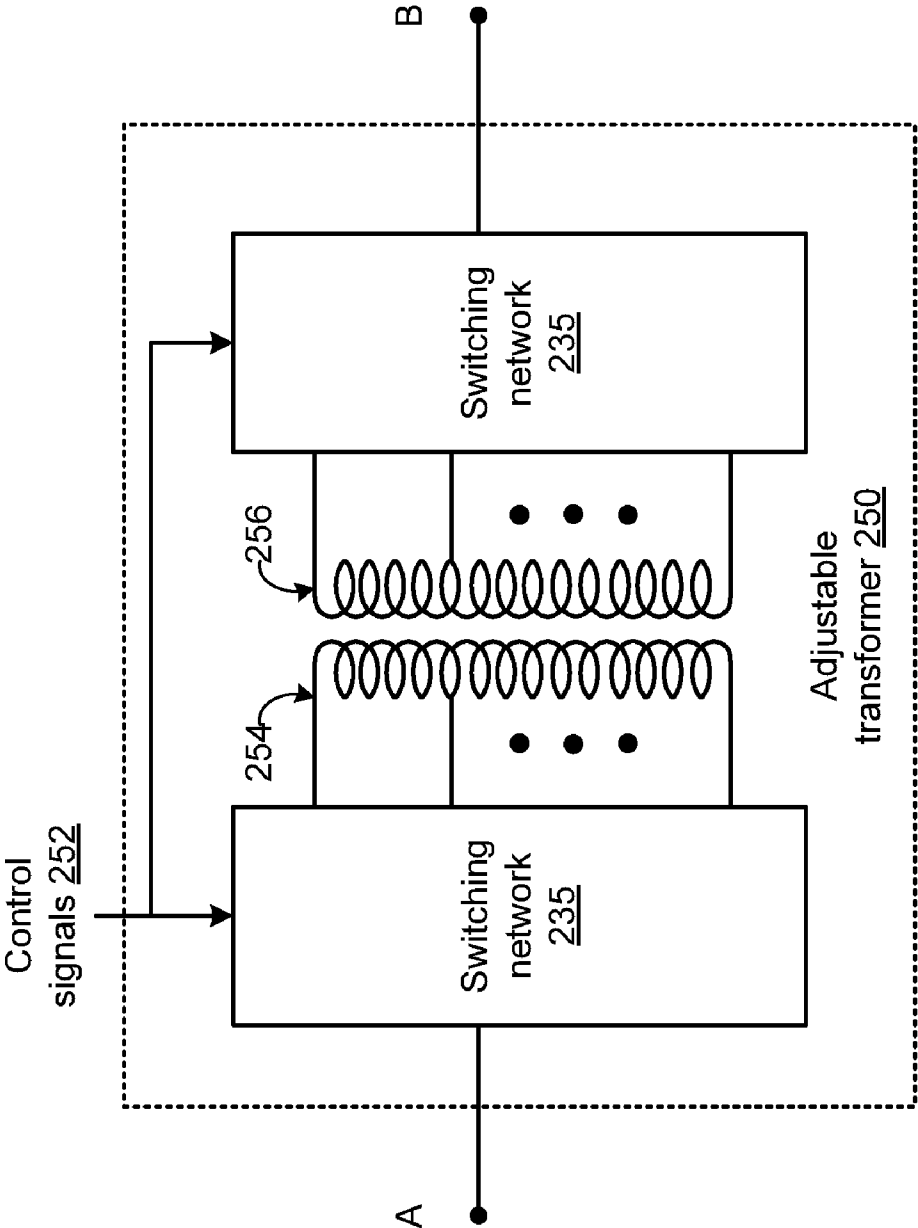 Control
signals 252
254
256
A
Switching
network
235
Switching
network
235
B
Adjustable
transformer 250